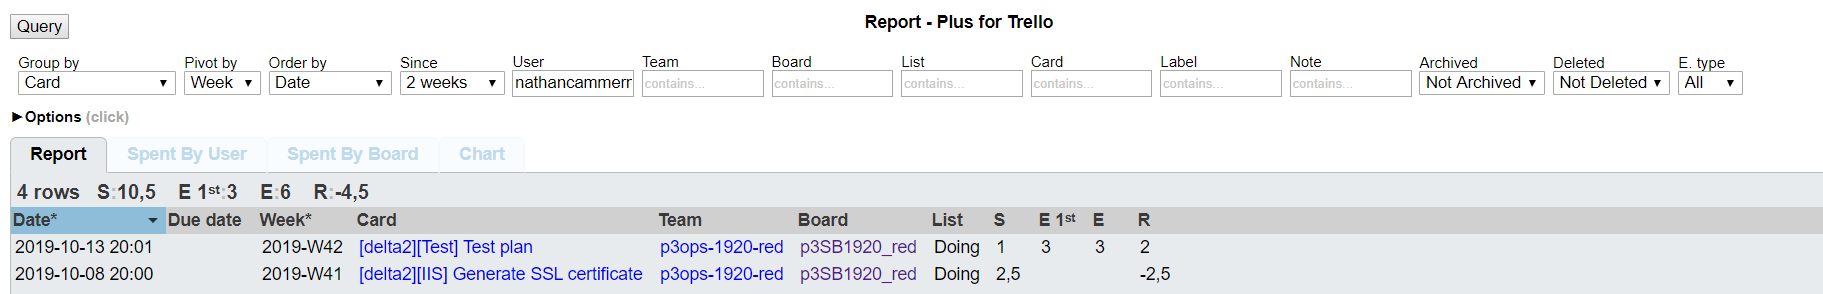 Query
Report - Plus for Trello
Group by Pivot by Order by Since User Team Board List Card Label Note Archived Deleted E. type
Card Week Date 2 weeks nathancammerr contains... contains... contains... contains... contains... contains... Not Archived Not Deleted All
►Options (click)
Report Spent By User Spent By Board Chart
4 rows S:10,5 E 1st:3 E:6 R:-4,5
Date* Due date Week* Card Team Board List S E 1st E R
2019-10-13 20:01 2019-W42 [delta2][Test] Test plan p3ops-1920-red p3SB1920_red Doing 1 3 3 2
2019-10-08 20:00 2019-W41 [delta2][IIS] Generate SSL certificate p3ops-1920-red p3SB1920_red Doing 2,5 -2,5